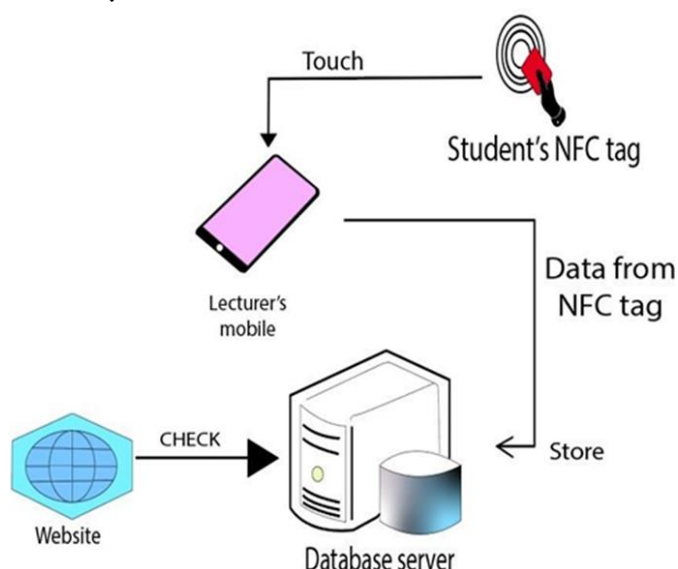 Touch
Student's NFC tag
Lecturer's
mobile
Data from
NFC tag
CHECK
Store
Website
Database server